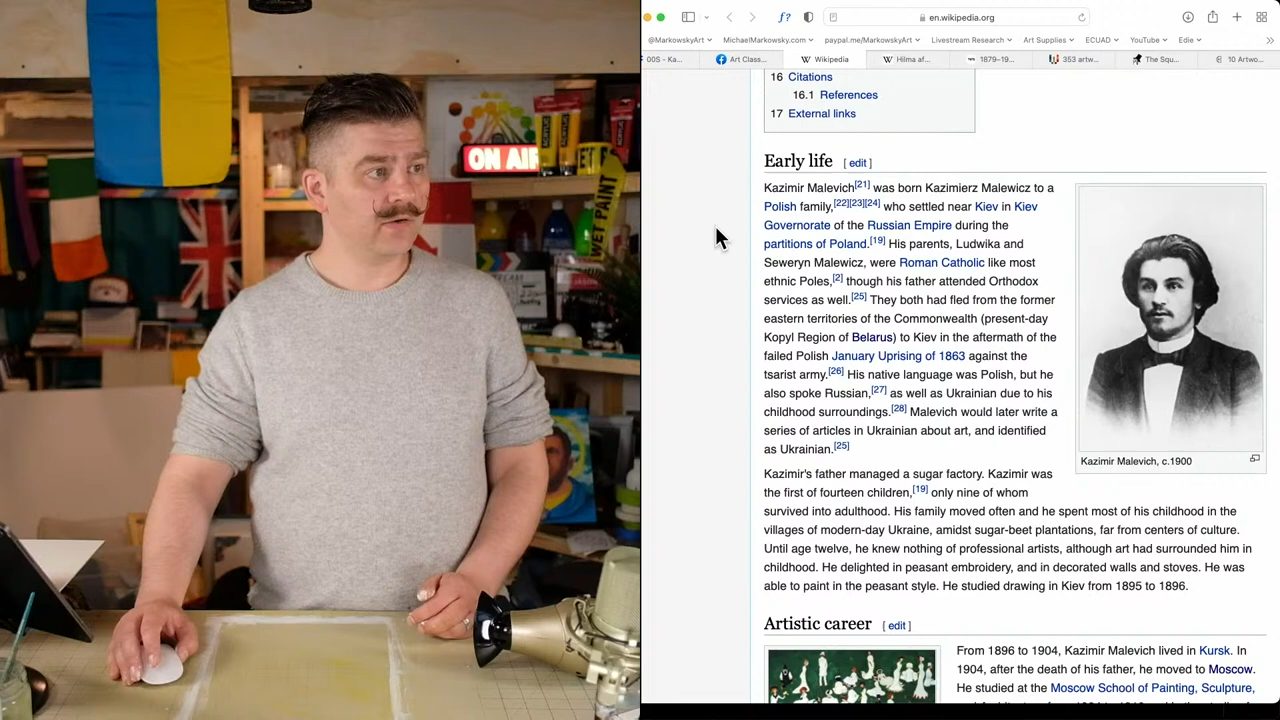 ON AIR
WET PAINT
en.wikipedia.org
@MarkowskyArt
MichaelMarkowsky.com
paypal.me/MarkowskyArt
Livestream Research
Art Supplies
ECUAD
YouTube
Edie
00S - Ka...
Art Class...
Wikipedia
Hilma af...
1879–19...
353 artw...
The Squ...
10 Artwo...
16 Citations
16.1 References
17 External links
Early life [ edit ]
Kazimir Malevich[21] was born Kazimierz Malewicz to a
Polish family,[22][23][24] who settled near Kiev in Kiev
Governorate of the Russian Empire during the
partitions of Poland.[19] His parents, Ludwika and
Seweryn Malewicz, were Roman Catholic like most
ethnic Poles,[2] though his father attended Orthodox
services as well.[25] They both had fled from the former
eastern territories of the Commonwealth (present-day
Kopyl Region of Belarus) to Kiev in the aftermath of the
failed Polish January Uprising of 1863 against the
tsarist army.[26] His native language was Polish, but he
also spoke Russian,[27] as well as Ukrainian due to his
childhood surroundings.[28] Malevich would later write a
series of articles in Ukrainian about art, and identified
as Ukrainian.[25]
Kazimir Malevich, c.1900
Kazimir's father managed a sugar factory. Kazimir was
the first of fourteen children,[19] only nine of whom
survived into adulthood. His family moved often and he spent most of his childhood in the
villages of modern-day Ukraine, amidst sugar-beet plantations, far from centers of culture.
Until age twelve, he knew nothing of professional artists, although art had surrounded him in
childhood. He delighted in peasant embroidery, and in decorated walls and stoves. He was
able to paint in the peasant style. He studied drawing in Kiev from 1895 to 1896.
Artistic career [ edit ]
From 1896 to 1904, Kazimir Malevich lived in Kursk. In
1904, after the death of his father, he moved to Moscow.
He studied at the Moscow School of Painting, Sculpture,